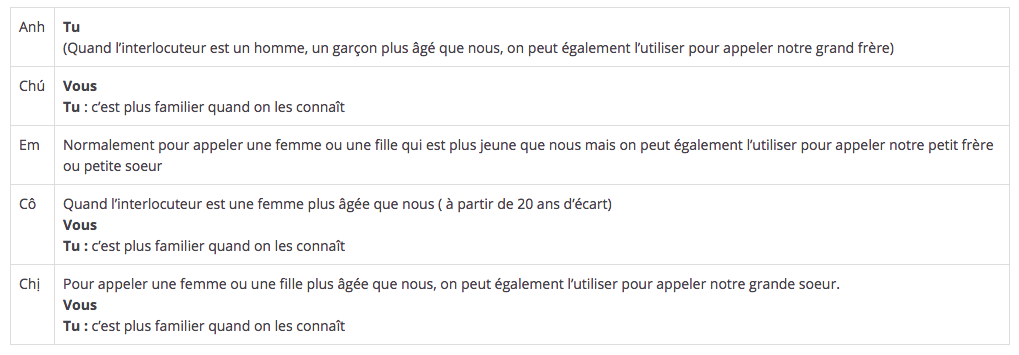 Anh
Tu
(Quand l’interlocuteur est un homme, un garçon plus âgé que nous, on peut également l’utiliser pour appeler notre grand frère)
Chú
Vous
Tu : c’est plus familier quand on les connaît
Em
Normalement pour appeler une femme ou une fille qui est plus jeune que nous mais on peut également l’utiliser pour appeler notre petit frère
ou petite soeur
Cô
Quand l’interlocuteur est une femme plus âgée que nous ( à partir de 20 ans d’écart)
Vous
Tu : c’est plus familier quand on les connaît
Chị
Pour appeler une femme ou une fille plus âgée que nous, on peut également l’utiliser pour appeler notre grande soeur.
Vous
Tu : c’est plus familier quand on les connaît